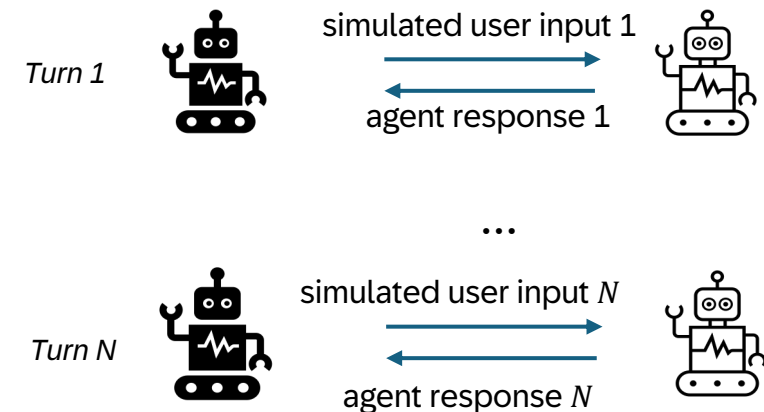 simulated user input 1
Turn 1
agent response 1
...
simulated user input N
Turn N
agent response N